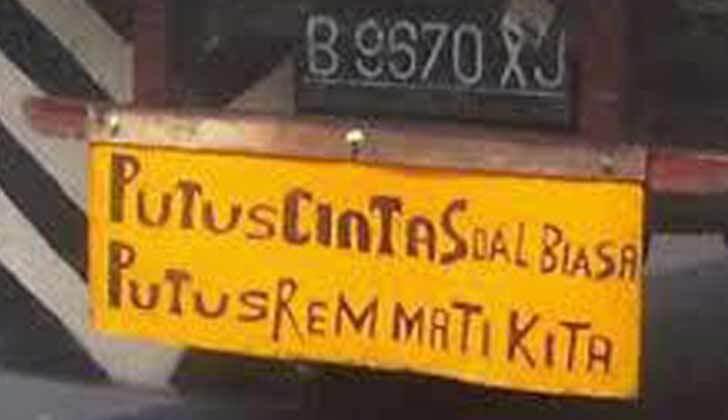 B 9670 XJ
PUTUS CINTA SOAL BIASA
PUTUS REM MATI KITA